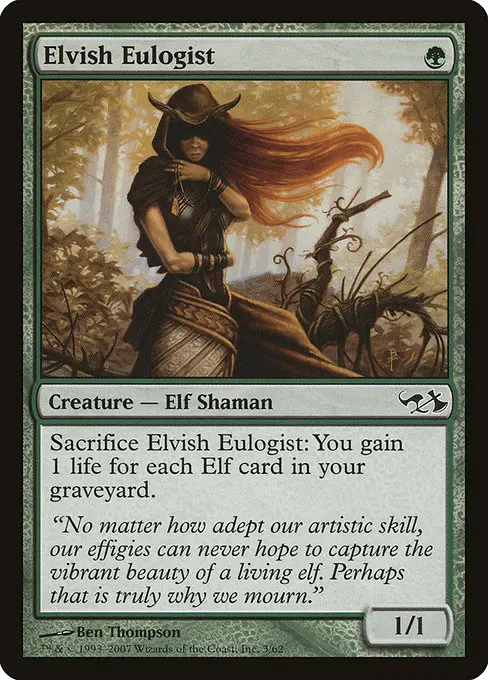 Elvish Eulogist
Creature — Elf Shaman
Sacrifice Elvish Eulogist: You gain
1 life for each Elf card in your
graveyard.
“No matter how adept our artistic skill,
our effigies can never hope to capture the
vibrant beauty of a living elf. Perhaps
that is truly why we mourn.”
Ben Thompson
1/1
™ & © 1993–2007 Wizards of the Coast, Inc. 3/62